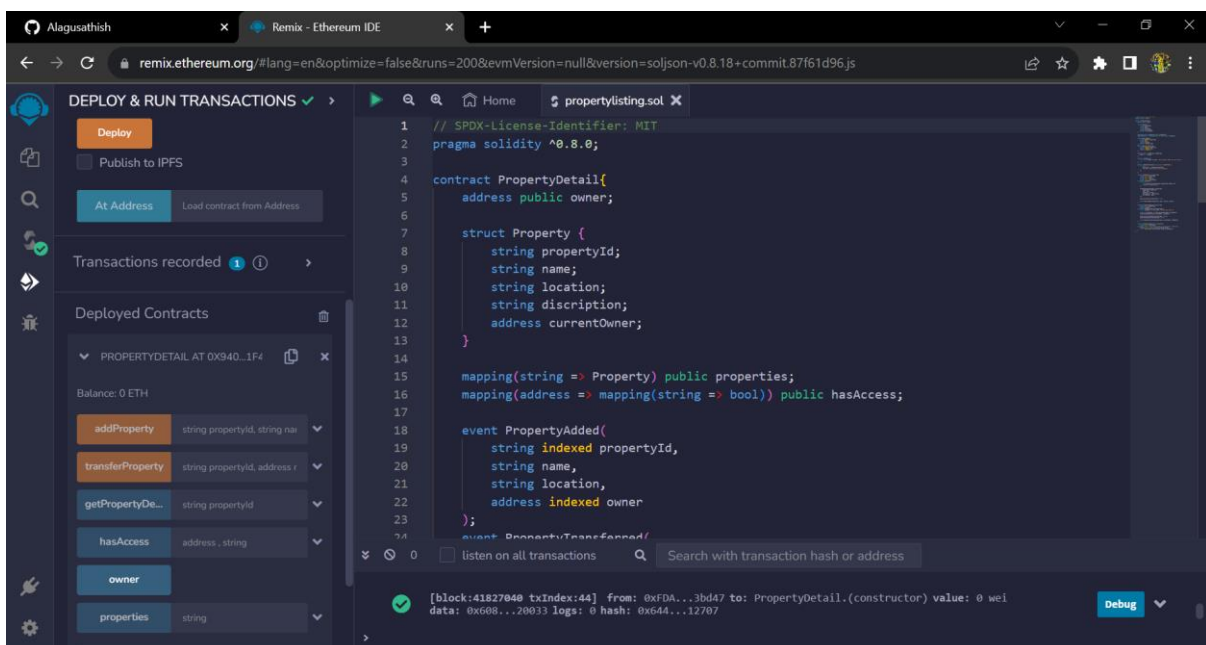 Alagusathish
Remix - Ethereum IDE
remix.ethereum.org/#lang=en&optimize=false&runs=200&evmVersion=null&version=soljson-v0.8.18+commit.87f61d96.js
DEPLOY & RUN TRANSACTIONS
Deploy
Publish to IPFS
At Address Load contract from Address
Transactions recorded 1
Deployed Contracts
PROPERTYDETAIL AT 0X940...1F4
Balance: 0 ETH
addProperty string propertyId, string na
transferProperty string propertyId, address r
getPropertyDe... string propertyId
hasAccess address , string
owner
properties string
Home propertylisting.sol
1 // SPDX-License-Identifier: MIT
2 pragma solidity ^0.8.0;
3
4 contract PropertyDetail{
5 address public owner;
6
7 struct Property {
8 string propertyId;
9 string name;
10 string location;
11 string discription;
12 address currentOwner;
13 }
14
15 mapping(string => Property) public properties;
16 mapping(address => mapping(string => bool)) public hasAccess;
17
18 event PropertyAdded(
19 string indexed propertyId,
20 string name,
21 string location,
22 address indexed owner
23 );
24 event PropertyTransferred(
0 listen on all transactions Search with transaction hash or address
[block:41827040 txIndex:44] from: 0xFDA...3bd47 to: PropertyDetail.(constructor) value: 0 wei
data: 0x608...20033 logs: 0 hash: 0x644...12707
Debug
>